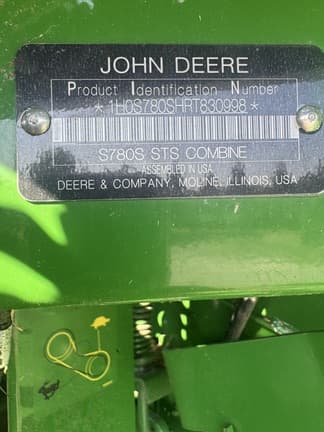 JOHN DEERE
Product Identification Number
*1H0S780SHRT830998*
S780S STS COMBINE
ASSEMBLED IN USA
DEERE & COMPANY, MOLINE, ILLINOIS, USA